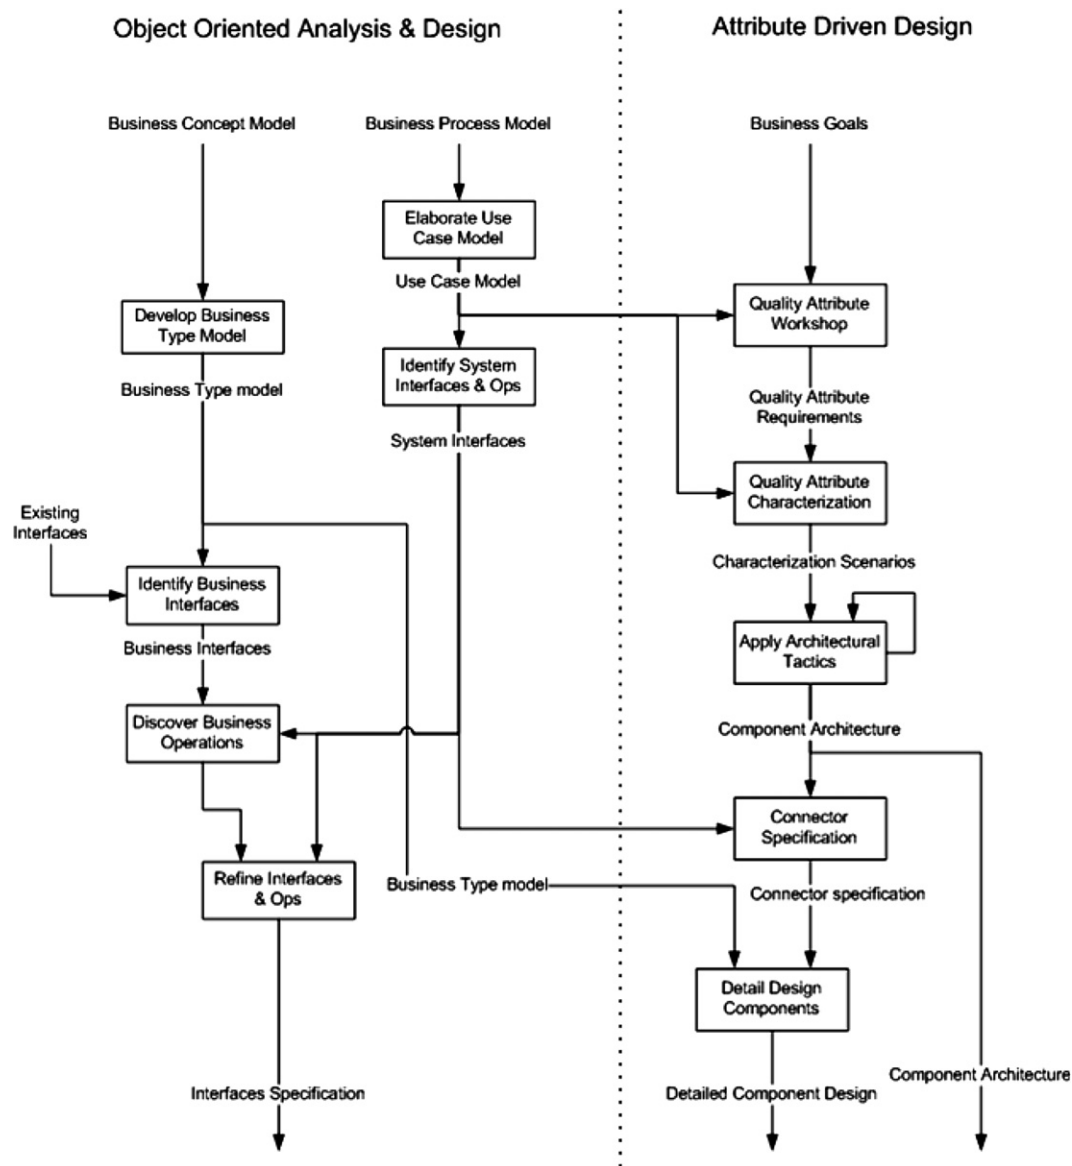 Object Oriented Analysis & Design
Attribute Driven Design
Business Concept Model
Business Process Model
Business Goals
Elaborate Use
Case Model
Use Case Model
Develop Business
Type Model
Quality Attribute
Workshop
Identify System
Interfaces & Ops
Business Type model
Quality Attribute
Requirements
System Interfaces
Quality Attribute
Characterization
Existing
Interfaces
Characterization Scenarios
Identify Business
Interfaces
Business Interfaces
Apply Architectural
Tactics
Discover Business
Operations
Component Architecture
Connector
Specification
Refine Interfaces
& Ops
Business Type model
Connector specification
Detail Design
Components
Interfaces Specification
Detailed Component Design
Component Architecture